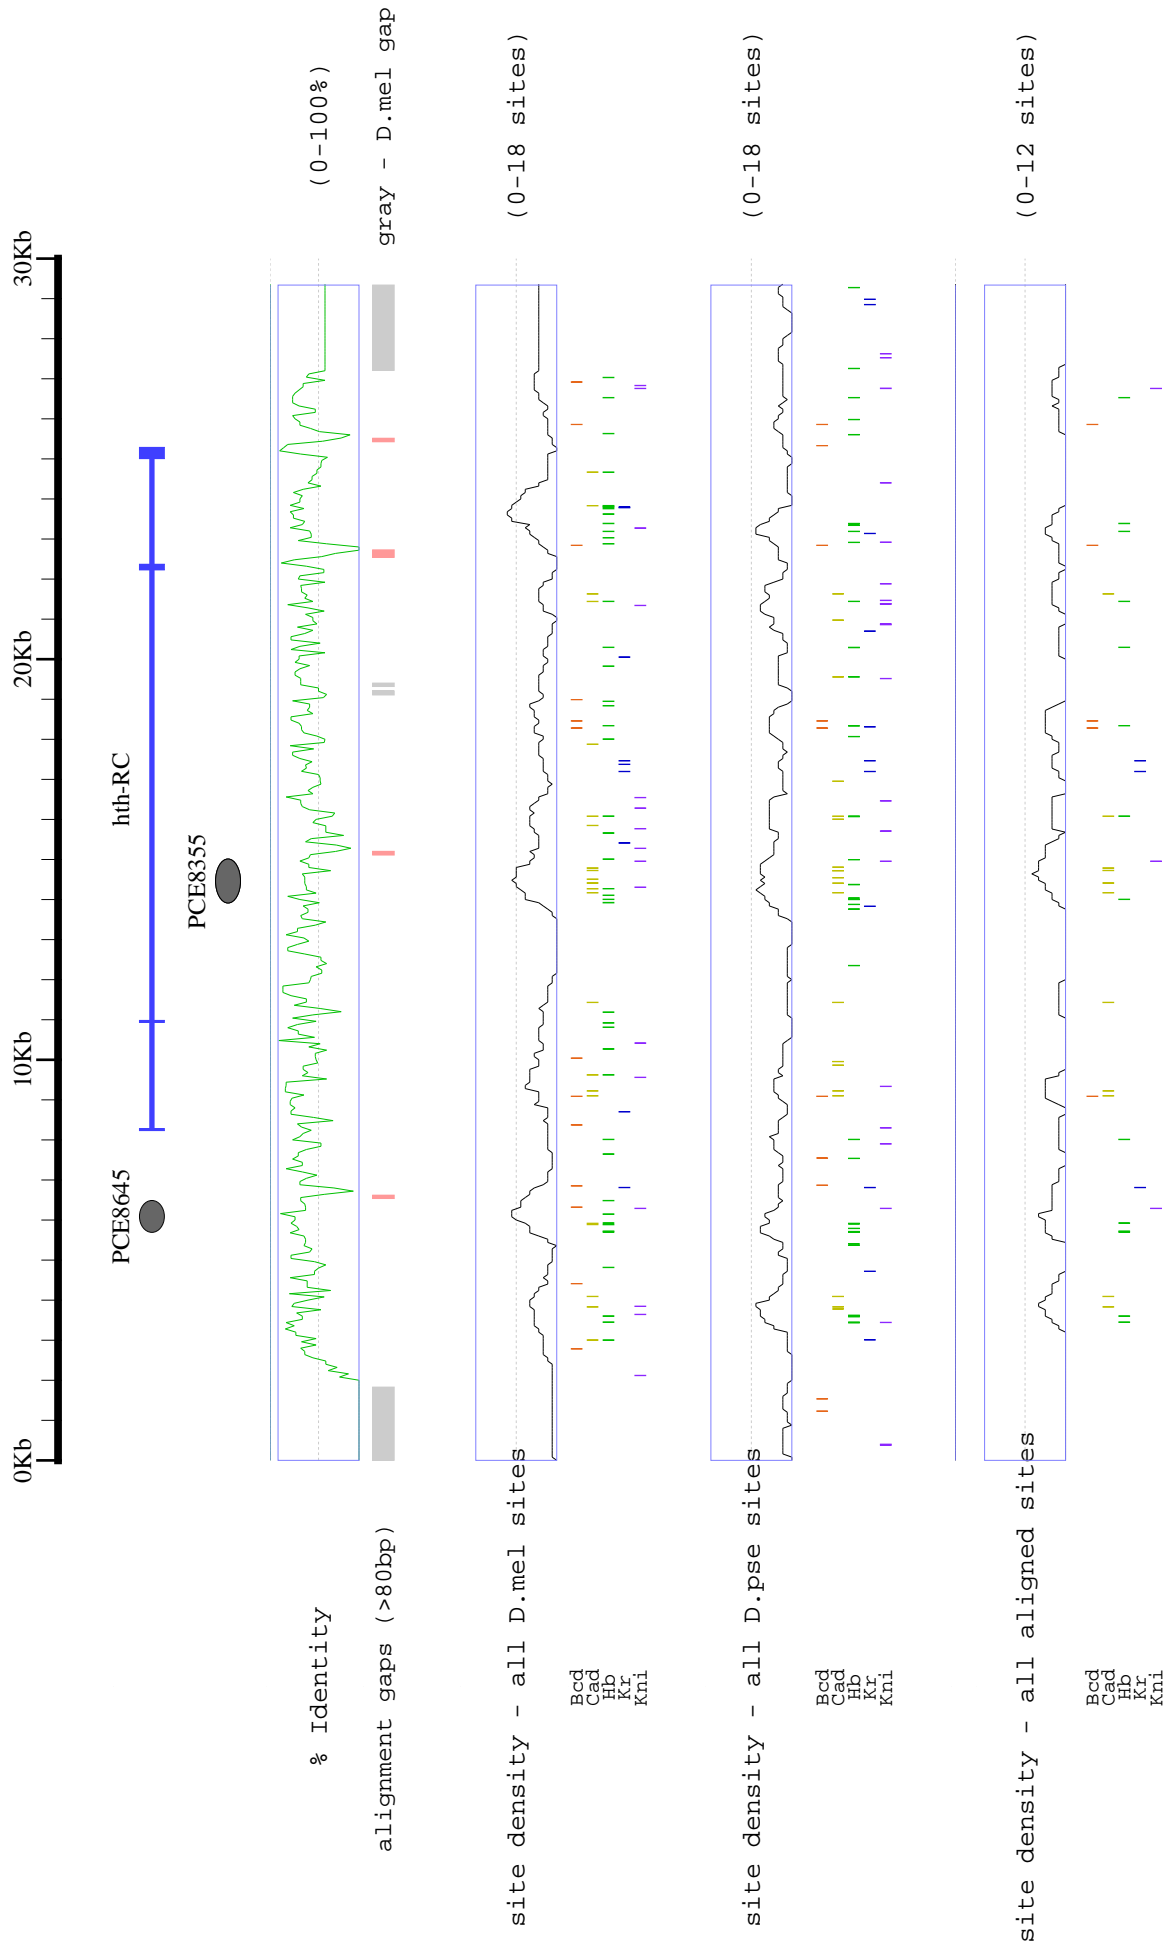 0Kb 10Kb 20Kb 30Kb
hth-RC
PCE8645
PCE8355
% Identity (0-100%)
alignment gaps (>80bp) gray - D.mel gap
site density - all D.mel sites (0-18 sites)
Bcd
Cad
Hb
Kr
Kni
site density - all D.pse sites (0-18 sites)
Bcd
Cad
Hb
Kr
Kni
site density - all aligned sites (0-12 sites)
Bcd
Cad
Hb
Kr
Kni